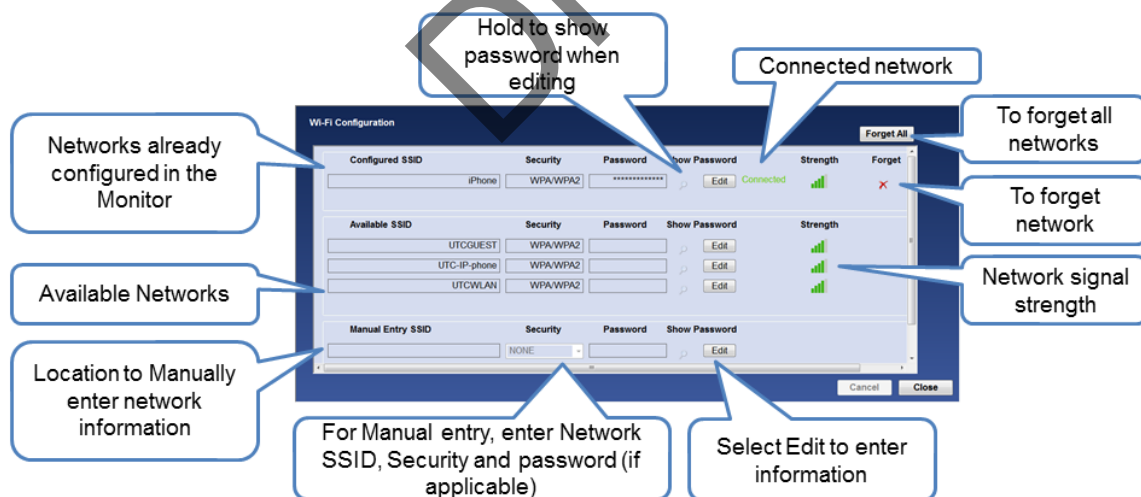 Hold to show
password when
editing
Connected network
To forget all
networks
Networks already
configured in the
Monitor
Wi-Fi Configuration
Forget All
Configured SSID Security Password Show Password Strength Forget
iPhone WPA/WPA2 ************* Edit Connected
To forget
network
Available SSID Security Password Show Password Strength
UTCGUEST WPA/WPA2 Edit
UTC-IP-phone WPA/WPA2 Edit
UTCWLAN WPA/WPA2 Edit
Network signal
strength
Available Networks
Manual Entry SSID Security Password Show Password
NONE Edit
Cancel Close
Location to Manually
enter network
information
For Manual entry, enter Network
SSID, Security and password (if
applicable)
Select Edit to enter
information